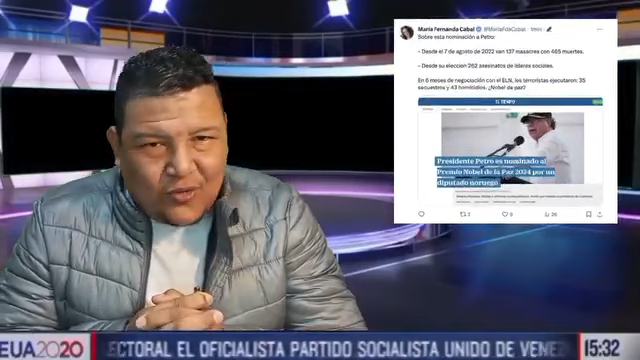 María Fernanda Cabal @MariaFdaCabal
Sobre esta nominación a Petro:
- Desde el 7 de agosto de 2022 van 137 masacres con 465 muertes.
- Desde su elección 262 asesinatos de líderes sociales.
En 6 meses de negociación con el ELN, los terroristas ejecutaron: 35
secuestros y 43 homicidios. ¿Nobel de paz?
EL TIEMPO
Presidente Petro es nominado al
Premio Nobel de la Paz 2024 por un
diputado noruego
EUA2020
ECTORAL EL OFICIALISTA PARTIDO SOCIALISTA UNIDO DE VENEZ
15:32